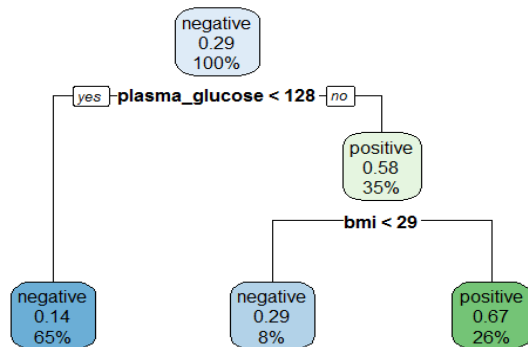 negative
0.29
100%
yes
plasma_glucose < 128
no
positive
0.58
35%
bmi < 29
negative
0.14
65%
negative
0.29
8%
positive
0.67
26%